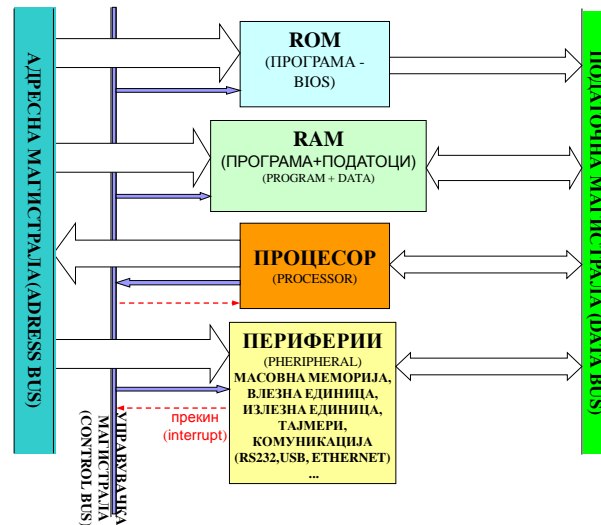 АДРЕСНА МАГИСТРАЛА(ADRESS BUS)
ROM
(ПРОГРАМА -
BIOS)
RAM
(ПРОГРАМА+ПОДАТОЦИ)
(PROGRAM + DATA)
ПРОЦЕСОР
(PROCESSOR)
ПЕРИФЕРИИ
(PHERIPHERAL)
МАСОВНА МЕМОРИЈА,
ВЛЕЗНА ЕДИНИЦА,
ИЗЛЕЗНА ЕДИНИЦА,
ТАЈМЕРИ,
КОМУНИКАЦИЈА
(RS232,USB, ETHERNET)
...
прекин
(interrupt)
УПРАВУВАЧКА
МАГИСТРАЛА
(CONTROL BUS)
ПОДАТОЧНА МАГИСТРАЛА (DATA BUS)